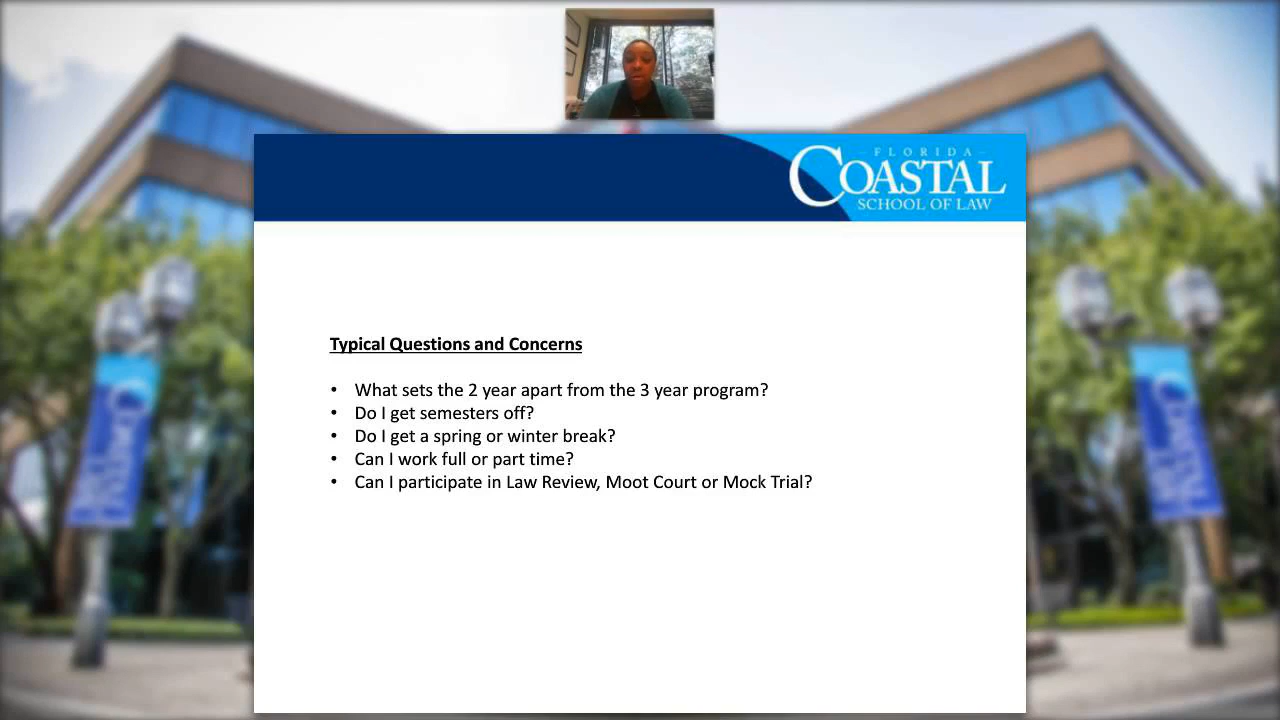 FLORIDA
COASTAL
SCHOOL OF LAW
Typical Questions and Concerns
• What sets the 2 year apart from the 3 year program?
• Do I get semesters off?
• Do I get a spring or winter break?
• Can I work full or part time?
• Can I participate in Law Review, Moot Court or Mock Trial?